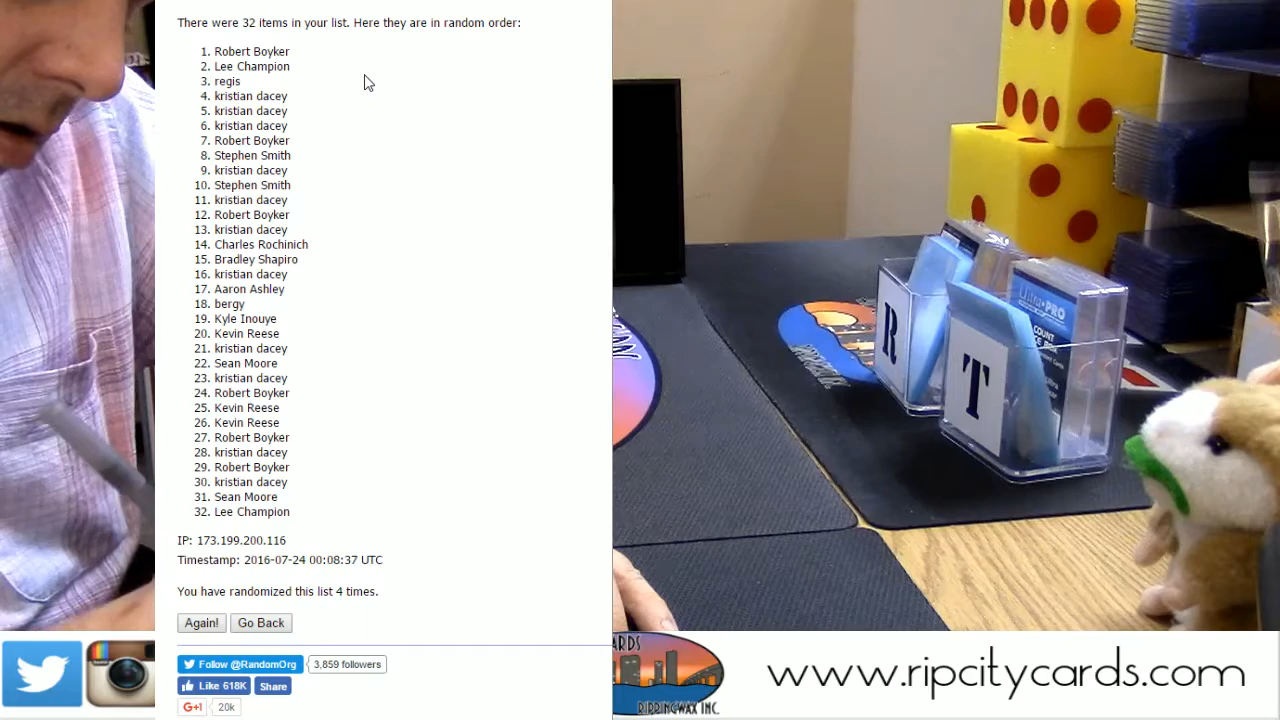 There were 32 items in your list. Here they are in random order:
1. Robert Boyker
2. Lee Champion
3. regis
4. kristian dacey
5. kristian dacey
6. kristian dacey
7. Robert Boyker
8. Stephen Smith
9. kristian dacey
10. Stephen Smith
11. kristian dacey
12. Robert Boyker
13. kristian dacey
14. Charles Rochinich
15. Bradley Shapiro
16. kristian dacey
17. Aaron Ashley
18. bergy
19. Kyle Inouye
20. Kevin Reese
21. kristian dacey
22. Sean Moore
23. kristian dacey
24. Robert Boyker
25. Kevin Reese
26. Kevin Reese
27. Robert Boyker
28. kristian dacey
29. Robert Boyker
30. kristian dacey
31. Sean Moore
32. Lee Champion
IP: 173.199.200.116
Timestamp: 2016-07-24 00:08:37 UTC
You have randomized this list 4 times.
Again! Go Back
Follow @RandomOrg 3,859 followers
Like 618K Share
G+1 20k
R
T
Ultra·PRO
COUNT
ARDS
RIPPINGWAX INC.
www.ripcitycards.com